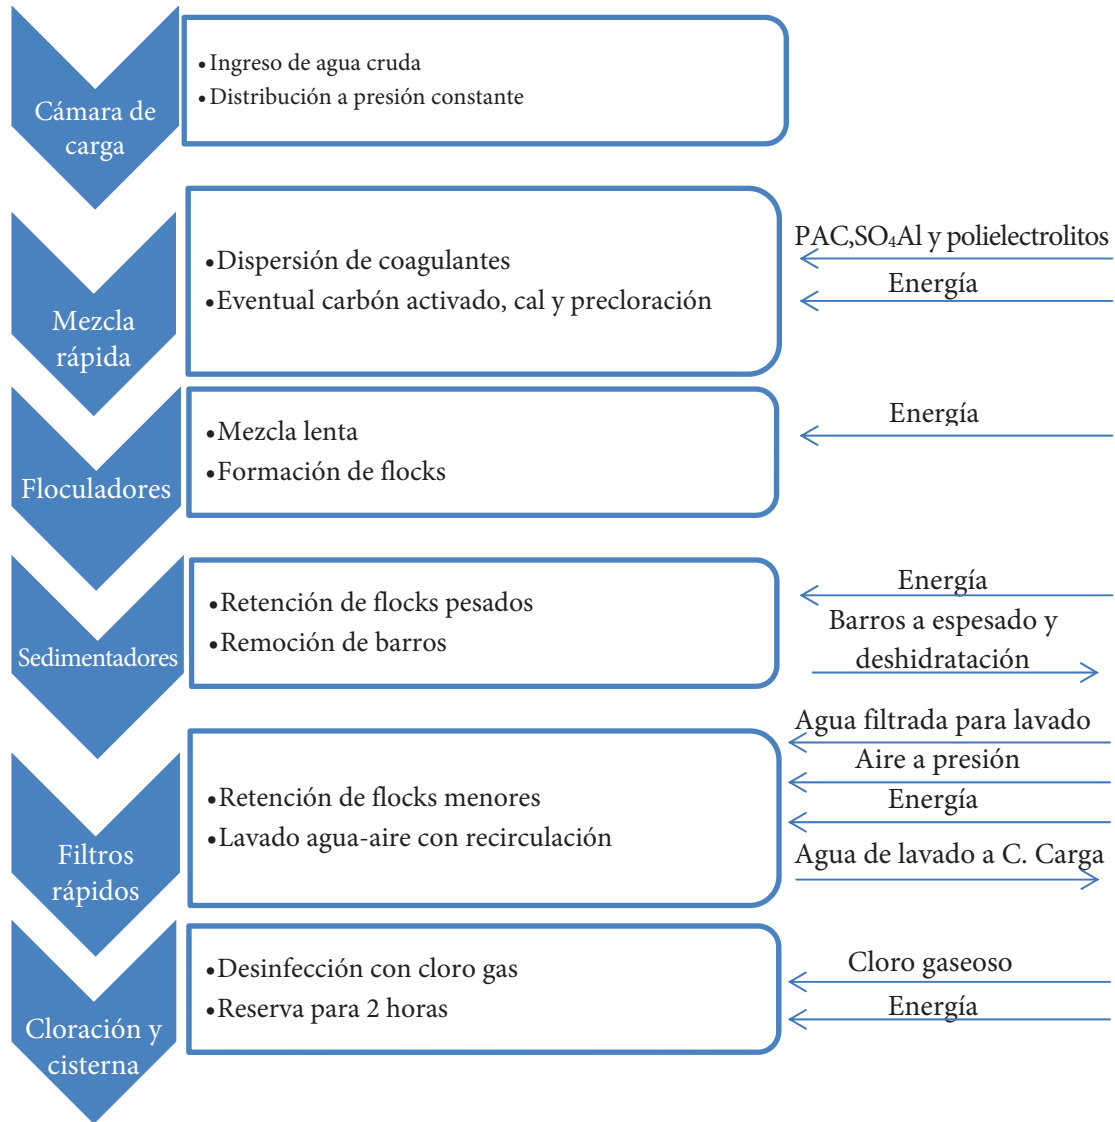 Cámara de
carga
•Ingreso de agua cruda
•Distribución a presión constante
Mezcla
rápida
•Dispersión de coagulantes
•Eventual carbón activado, cal y precloración
PAC,SO₄Al y polielectrolitos
Energía
Floculadores
•Mezcla lenta
•Formación de flocks
Energía
Sedimentadores
•Retención de flocks pesados
•Remoción de barros
Energía
Barros a espesado y
deshidratación
Filtros
rápidos
•Retención de flocks menores
•Lavado agua-aire con recirculación
Agua filtrada para lavado
Aire a presión
Energía
Agua de lavado a C. Carga
Cloración y
cisterna
•Desinfección con cloro gas
•Reserva para 2 horas
Cloro gaseoso
Energía